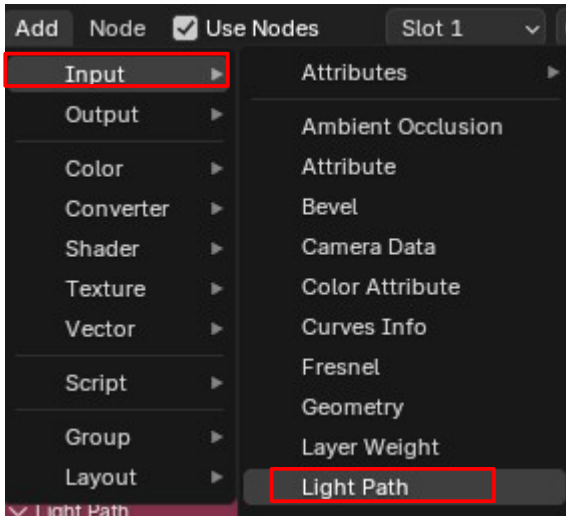 Add Node Use Nodes Slot 1
Input
Output
Color
Converter
Shader
Texture
Vector
Script
Group
Layout
Light Path
Attributes
Ambient Occlusion
Attribute
Bevel
Camera Data
Color Attribute
Curves Info
Fresnel
Geometry
Layer Weight
Light Path